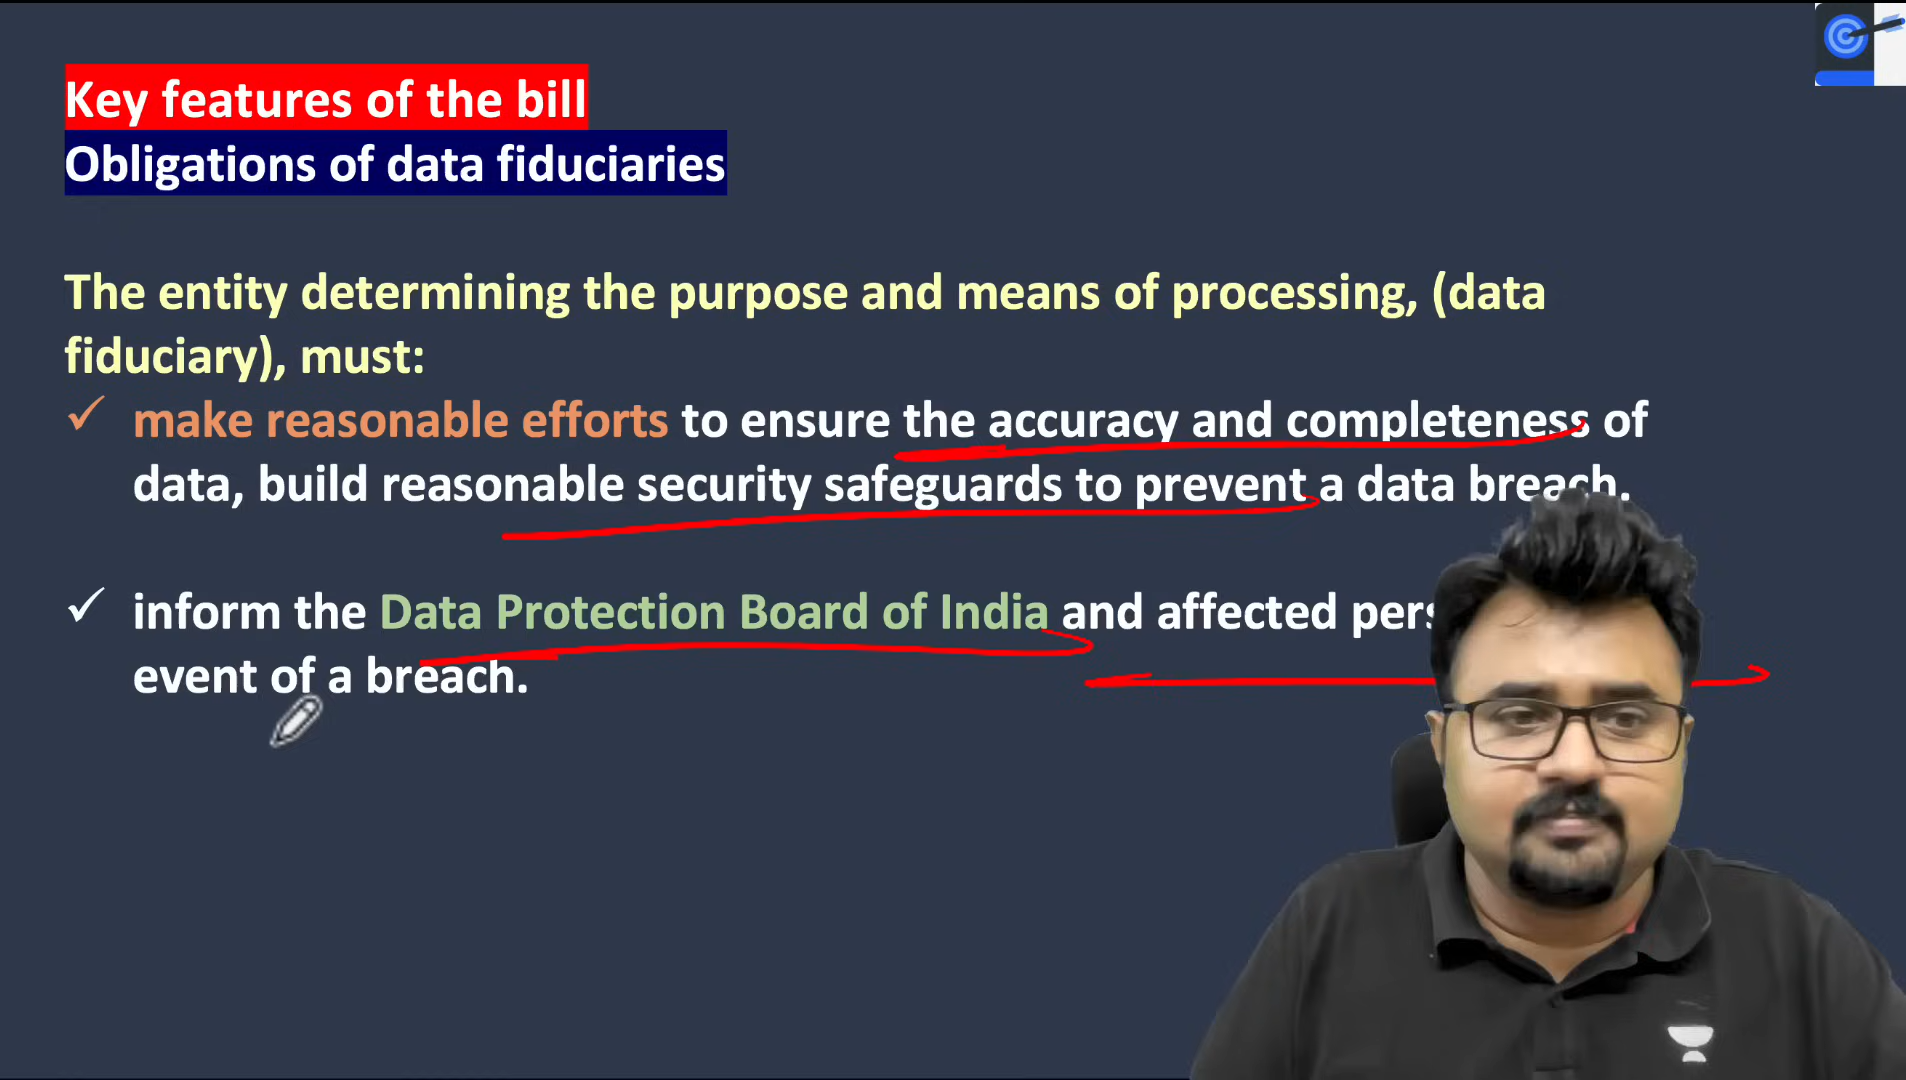 Key features of the bill
Obligations of data fiduciaries
The entity determining the purpose and means of processing, (data
fiduciary), must:
make reasonable efforts to ensure the accuracy and completeness of
data, build reasonable security safeguards to prevent a data breach.
inform the Data Protection Board of India and affected
event of a breach.